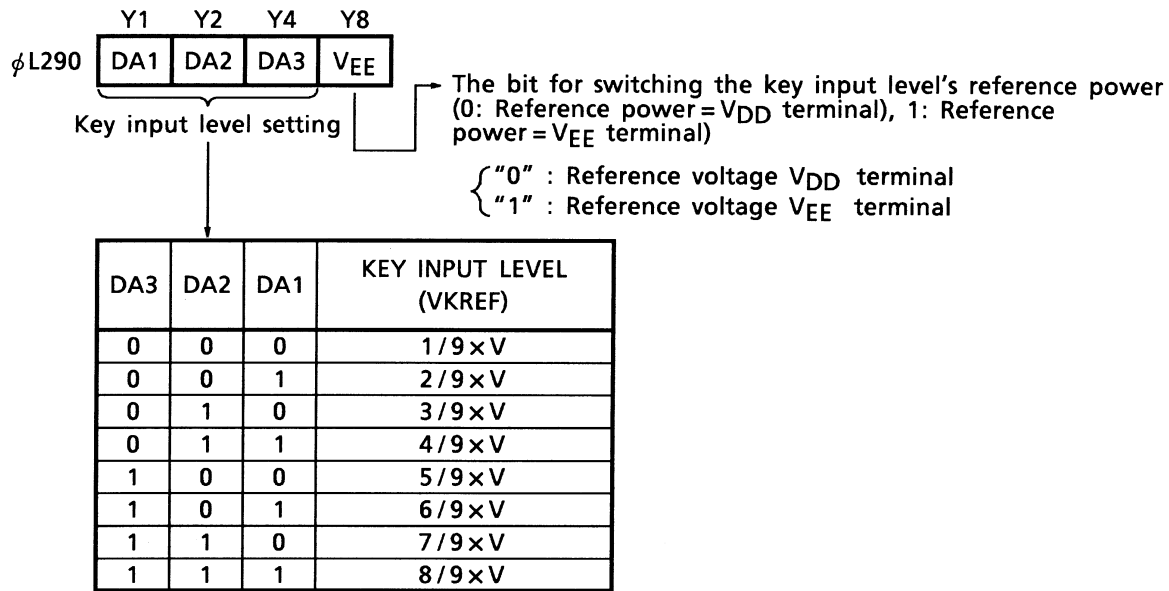 Y1 Y2 Y4 Y8
ϕL290 DA1 DA2 DA3 VEE
The bit for switching the key input level's reference power
(0: Reference power = VDD terminal), 1: Reference
power = VEE terminal)
Key input level setting
"0" : Reference voltage VDD terminal
"1" : Reference voltage VEE terminal
DA3 DA2 DA1 KEY INPUT LEVEL
(VKREF)
0 0 0 1/9×V
0 0 1 2/9×V
0 1 0 3/9×V
0 1 1 4/9×V
1 0 0 5/9×V
1 0 1 6/9×V
1 1 0 7/9×V
1 1 1 8/9×V